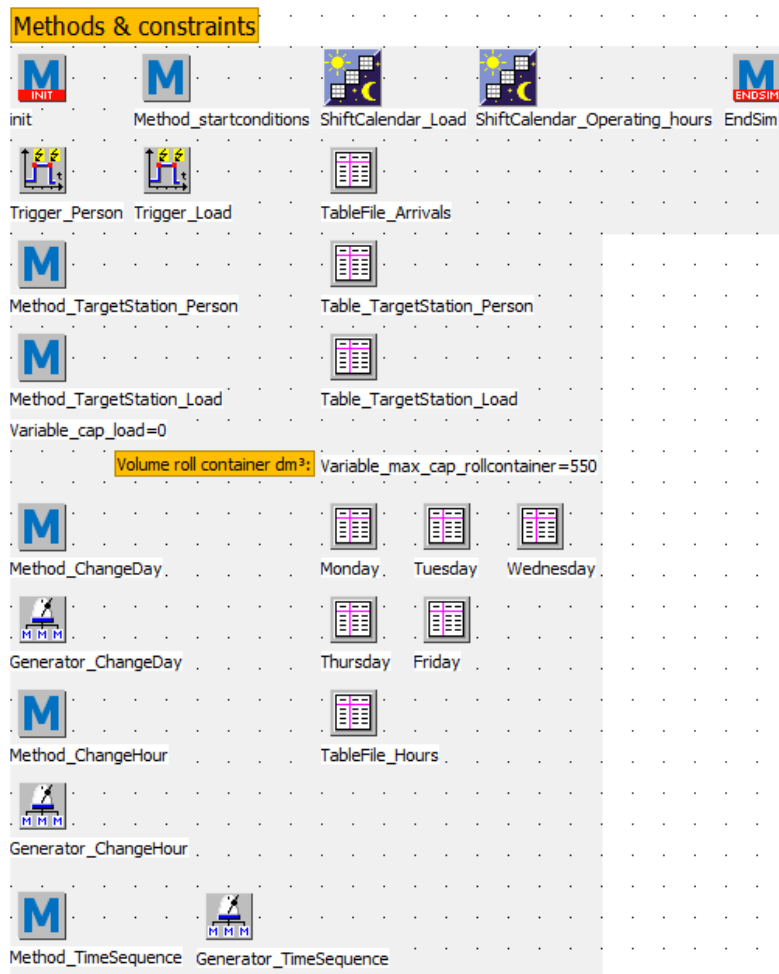 Methods & constraints
M M M
INIT ENDSIM
init Method_startconditions ShiftCalendar_Load ShiftCalendar_Operating_hours EndSim
t t
Trigger_Person Trigger_Load TableFile_Arrivals
M
Method_TargetStation_Person Table_TargetStation_Person
M
Method_TargetStation_Load Table_TargetStation_Load
Variable_cap_load=0
Volume roll container dm³: Variable_max_cap_rollcontainer=550
M
Method_ChangeDay Monday Tuesday Wednesday
M M M
Generator_ChangeDay Thursday Friday
M
Method_ChangeHour TableFile_Hours
M M M
Generator_ChangeHour
M M M M
Method_TimeSequence Generator_TimeSequence